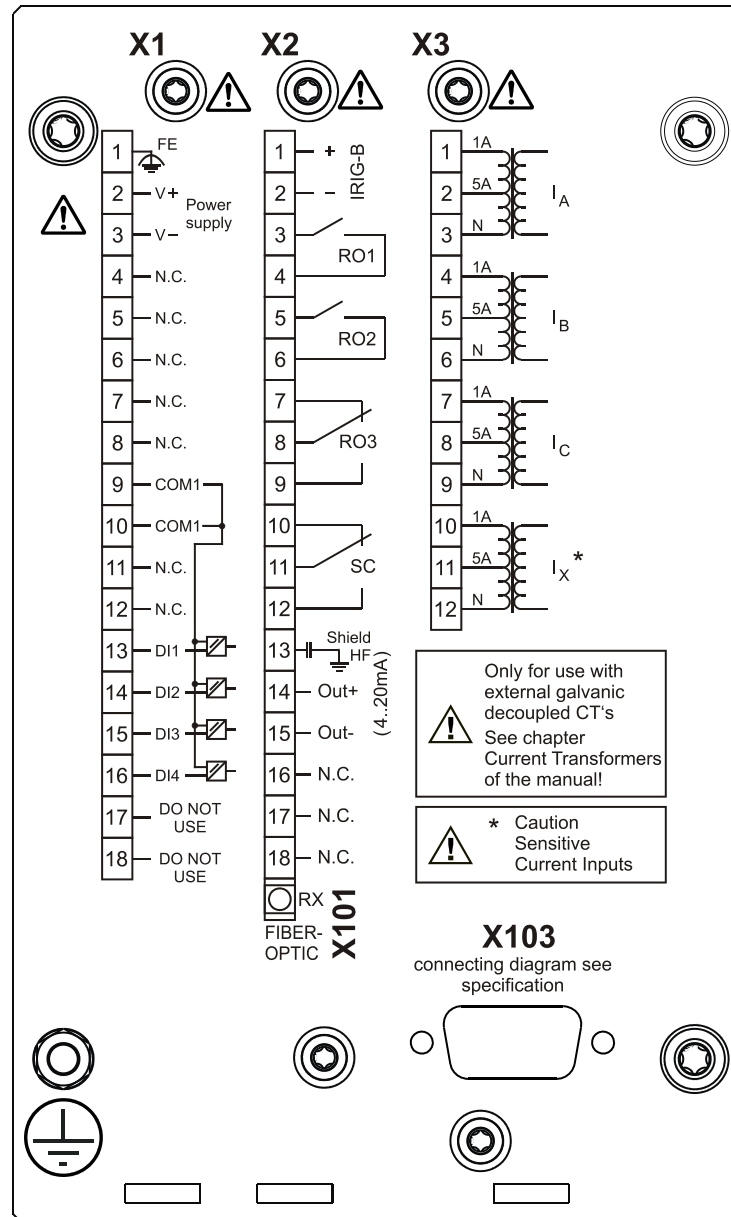 X1 X2 X3
1 FE
2 V+ Power
supply
3 V–
4 N.C.
5 N.C.
6 N.C.
7 N.C.
8 N.C.
9 COM1
10 COM1
11 N.C.
12 N.C.
13 DI1
14 DI2
15 DI3
16 DI4
17 DO NOT
USE
18 DO NOT
USE
1 +
2 –
IRIG-B
3
RO1
4
5
RO2
6
7
8 RO3
9
10
11 SC
12
13 Shield
HF
14 Out+
15 Out-
(4..20mA)
16 N.C.
17 N.C.
18 N.C.
RX
FIBER-
OPTIC
X101
1 1A
2 5A IA
3 N
4 1A
5 5A IB
6 N
7 1A
8 5A IC
9 N
10 1A
11 5A IX *
12 N
Only for use with
external galvanic
decoupled CT‘s
See chapter
Current Transformers
of the manual!
* Caution
Sensitive
Current Inputs
X103
connecting diagram see
specification